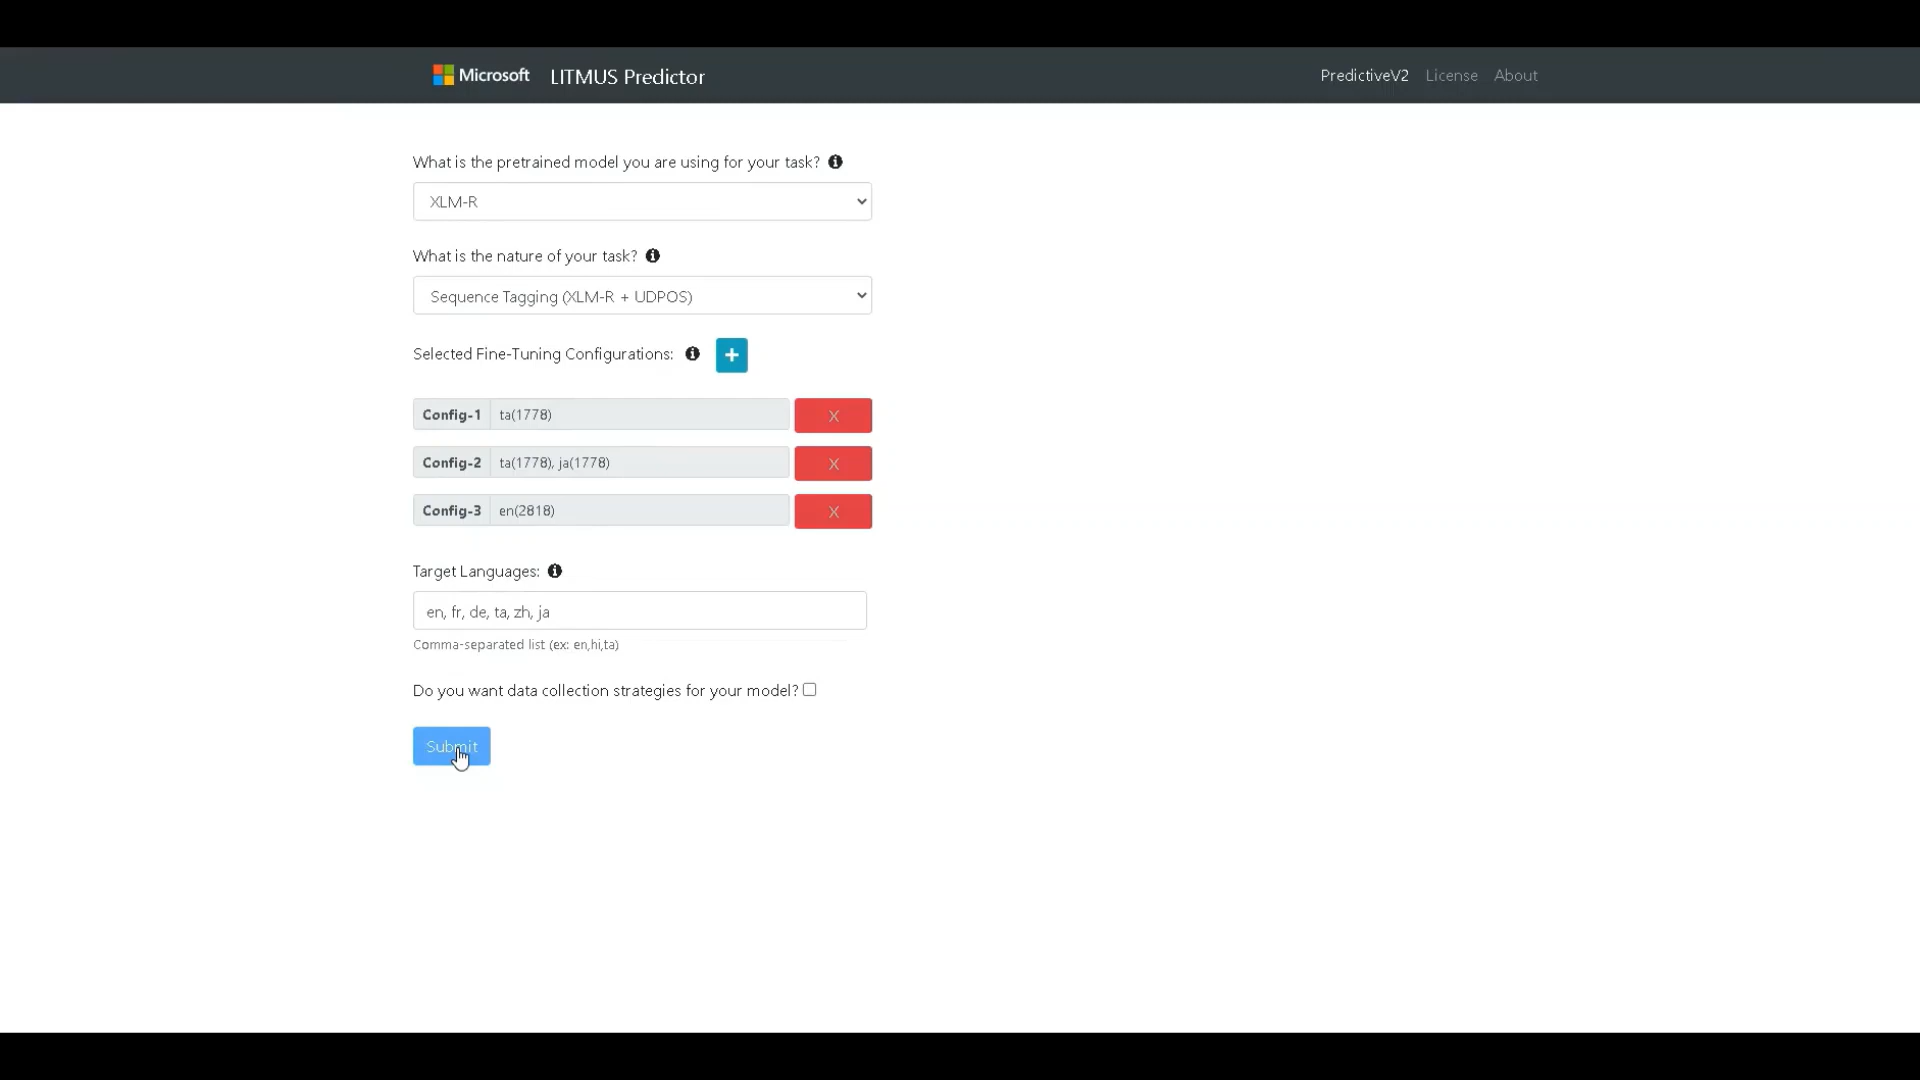 Microsoft LITMUS Predictor PredictiveV2 License About
What is the pretrained model you are using for your task?
XLM-R
What is the nature of your task?
Sequence Tagging (XLM-R + UDPOS)
Selected Fine-Tuning Configurations: +
Config-1 ta(1778) X
Config-2 ta(1778), ja(1778) X
Config-3 en(2818) X
Target Languages:
en, fr, de, ta, zh, ja
Comma-separated list (ex: en,hi,ta)
Do you want data collection strategies for your model?
Submit